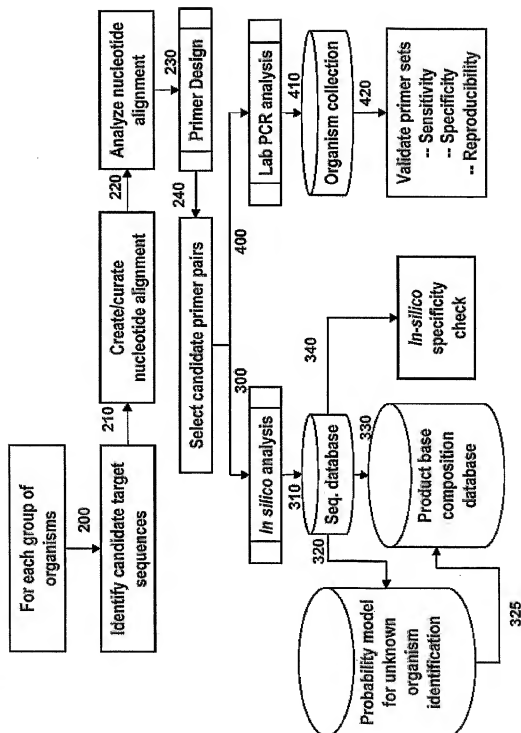 For each group of
organisms
200
Identify candidate target
sequences
210
Create/curate
nucleotide alignment
220
Analyze nucleotide
alignment
230
Primer Design
240
Select candidate primer pairs
300
400
In silico analysis
310
Seq. database
320
330
340
Probability model
for unknown
organism
identification
325
Product base
composition
database
In-silico
specificity
check
Lab PCR analysis
410
Organism collection
420
Validate primer sets
-- Sensitivity
-- Specificity
-- Reproducibility